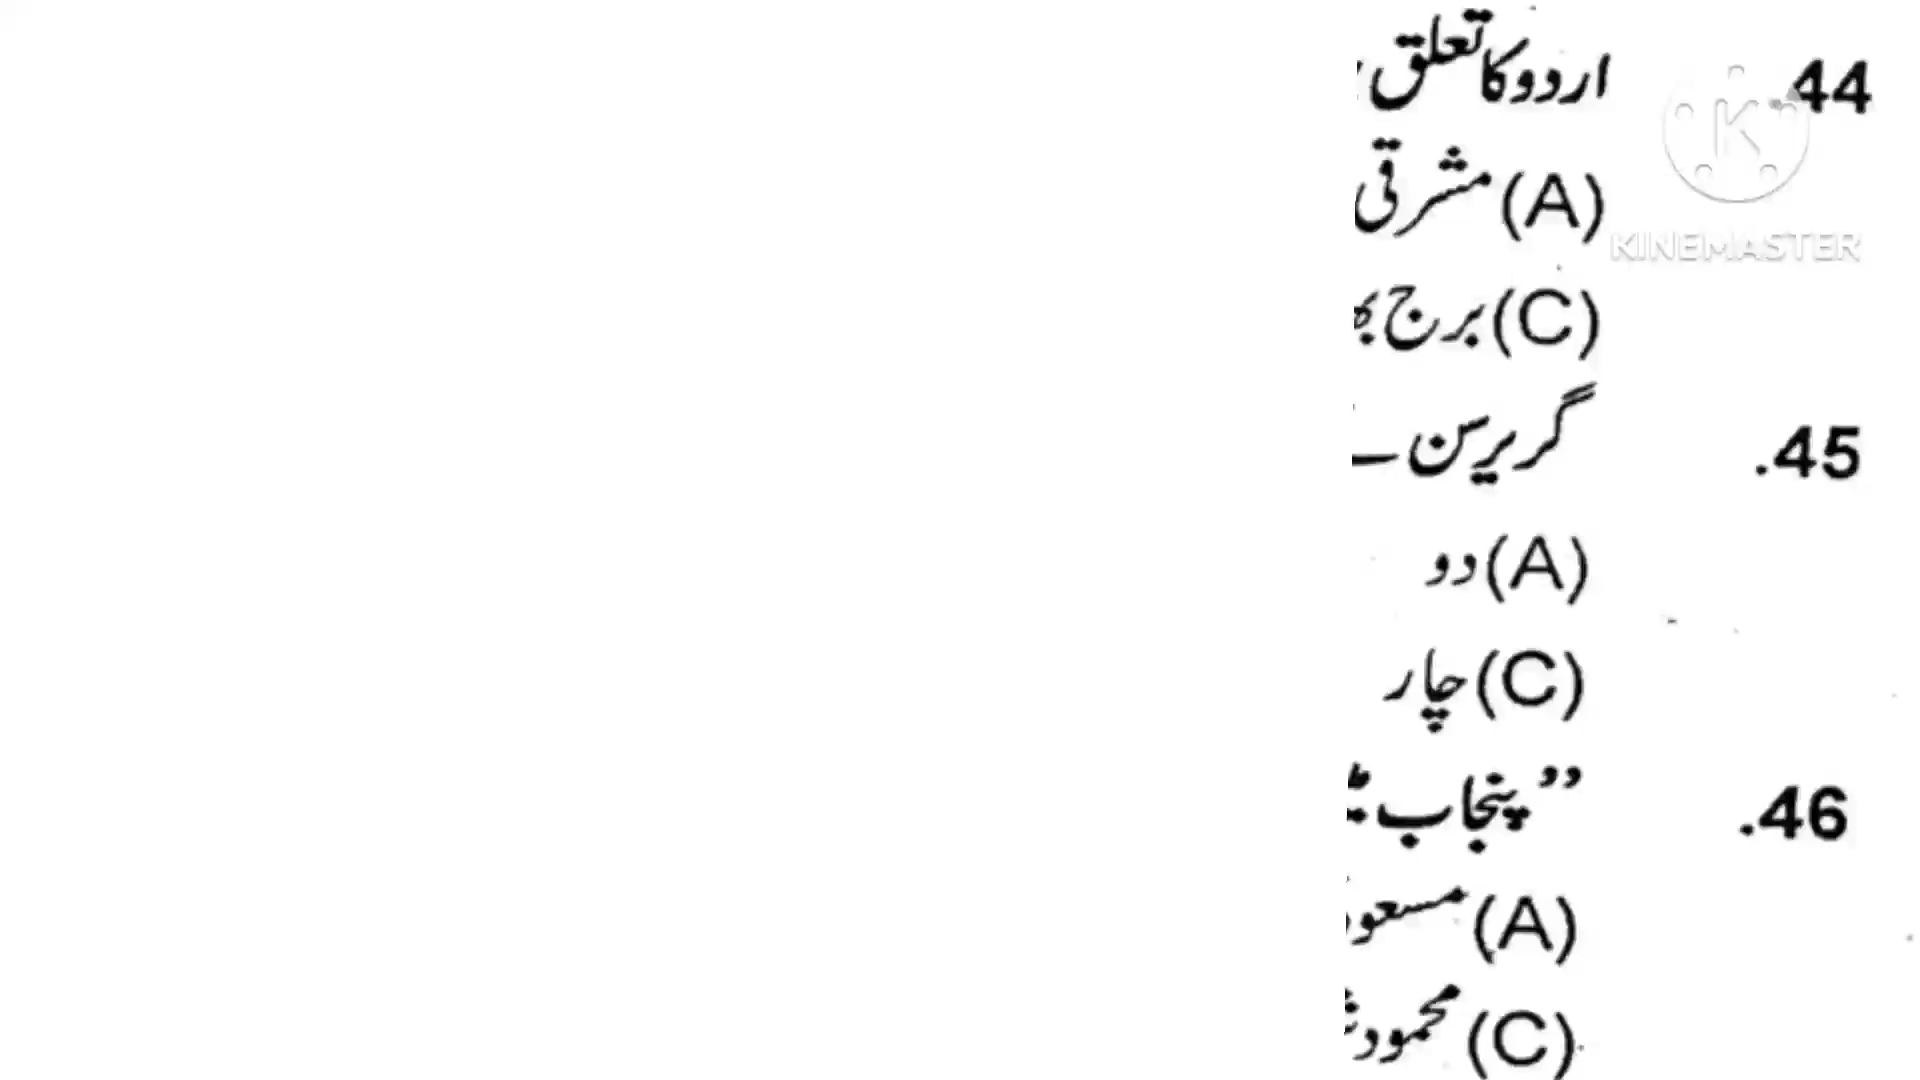 44. اردو کا تعلق
(A) مشرقی
(C) برج
45. گریرسن
(A) دو
(C) چار
46. ”پنجاب
(A)
(C)
KINEMASTER